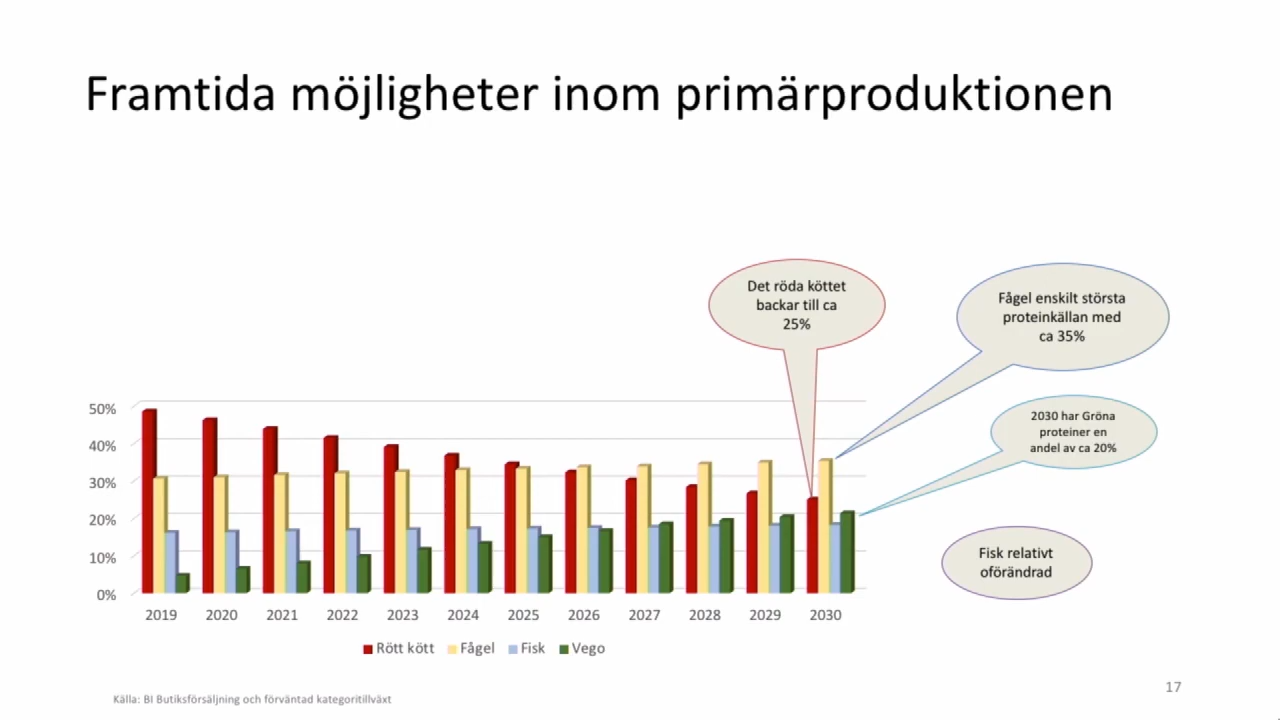 Framtida möjligheter inom primärproduktionen
Det röda köttet
backar till ca
25%
Fågel enskilt största
proteinkällan med
ca 35%
2030 har Gröna
proteiner en
andel av ca 20%
Fisk relativt
oförändrad
50%
40%
30%
20%
10%
0%
2019 2020 2021 2022 2023 2024 2025 2026 2027 2028 2029 2030
Rött kött Fågel Fisk Vego
Källa: BI Butiksförsäljning och förväntad kategoritillväxt
17